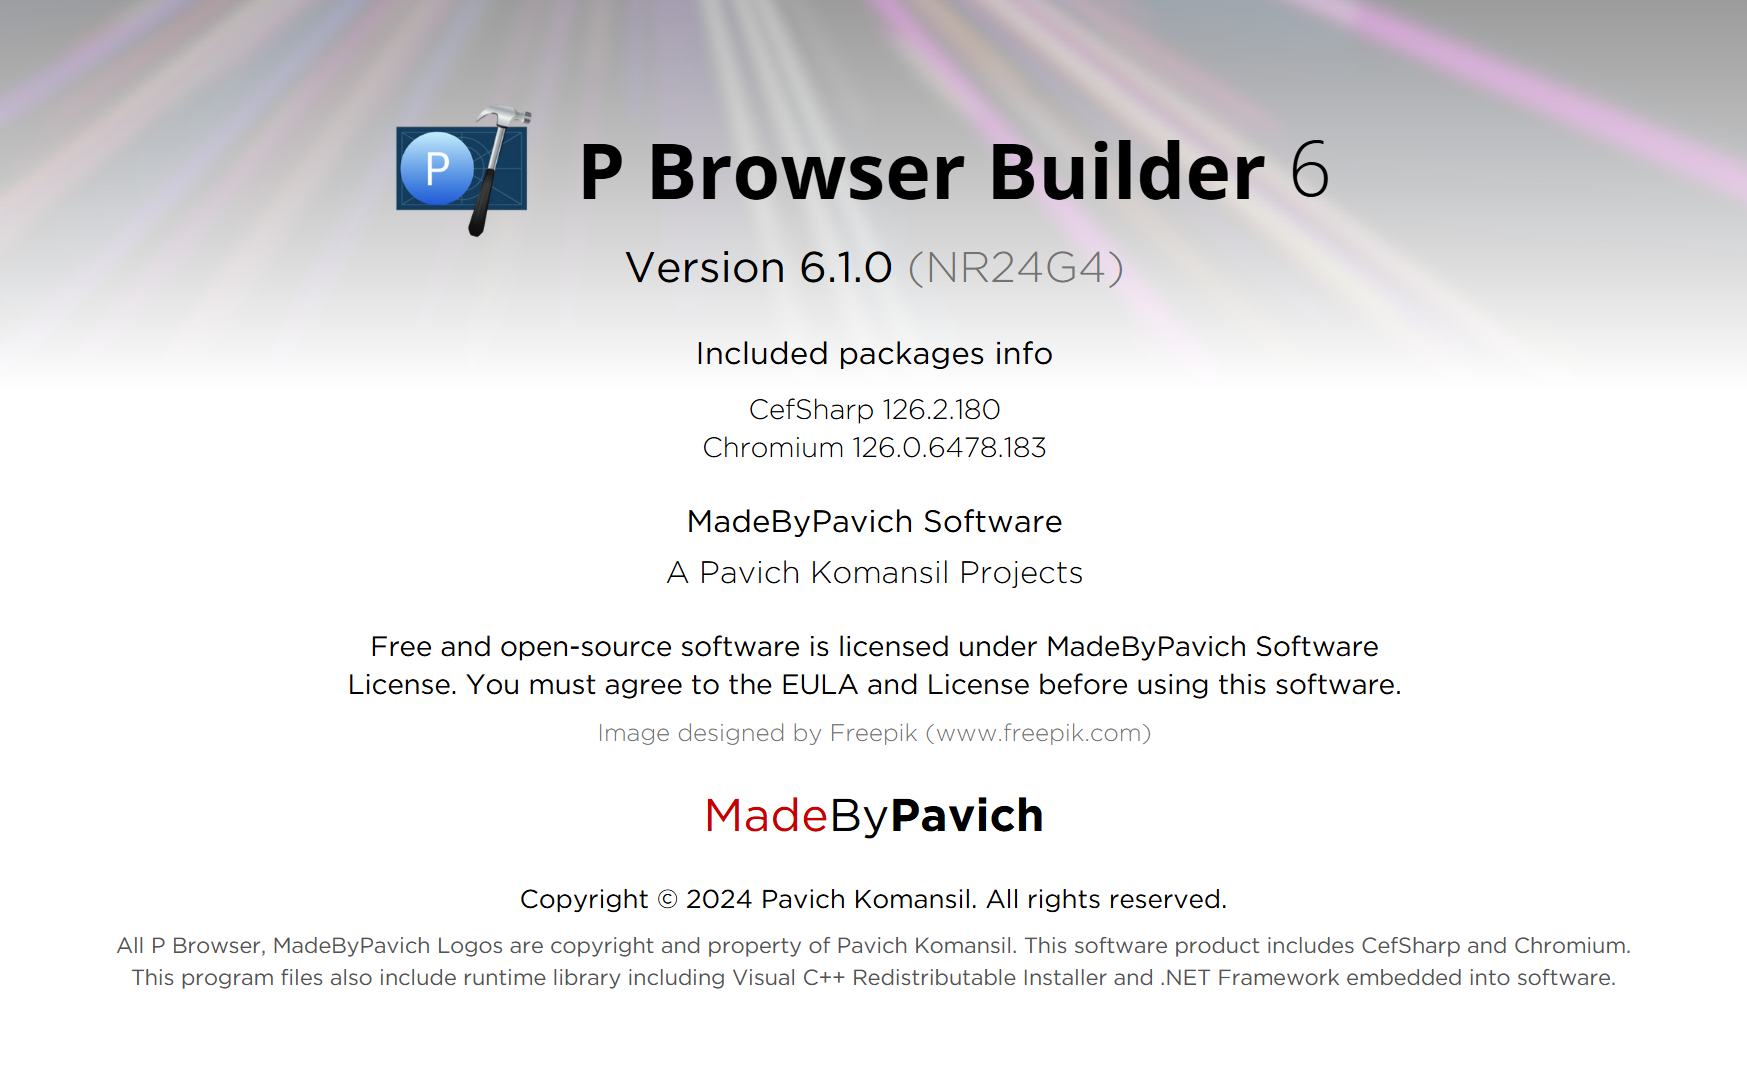 P
P Browser Builder 6
Version 6.1.0 (NR24G4)
Included packages info
CefSharp 126.2.180
Chromium 126.0.6478.183
MadeByPavich Software
A Pavich Komansil Projects
Free and open-source software is licensed under MadeByPavich Software
License. You must agree to the EULA and License before using this software.
Image designed by Freepik (www.freepik.com)
MadeByPavich
Copyright © 2024 Pavich Komansil. All rights reserved.
All P Browser, MadeByPavich Logos are copyright and property of Pavich Komansil. This software product includes CefSharp and Chromium.
This program files also include runtime library including Visual C++ Redistributable Installer and .NET Framework embedded into software.